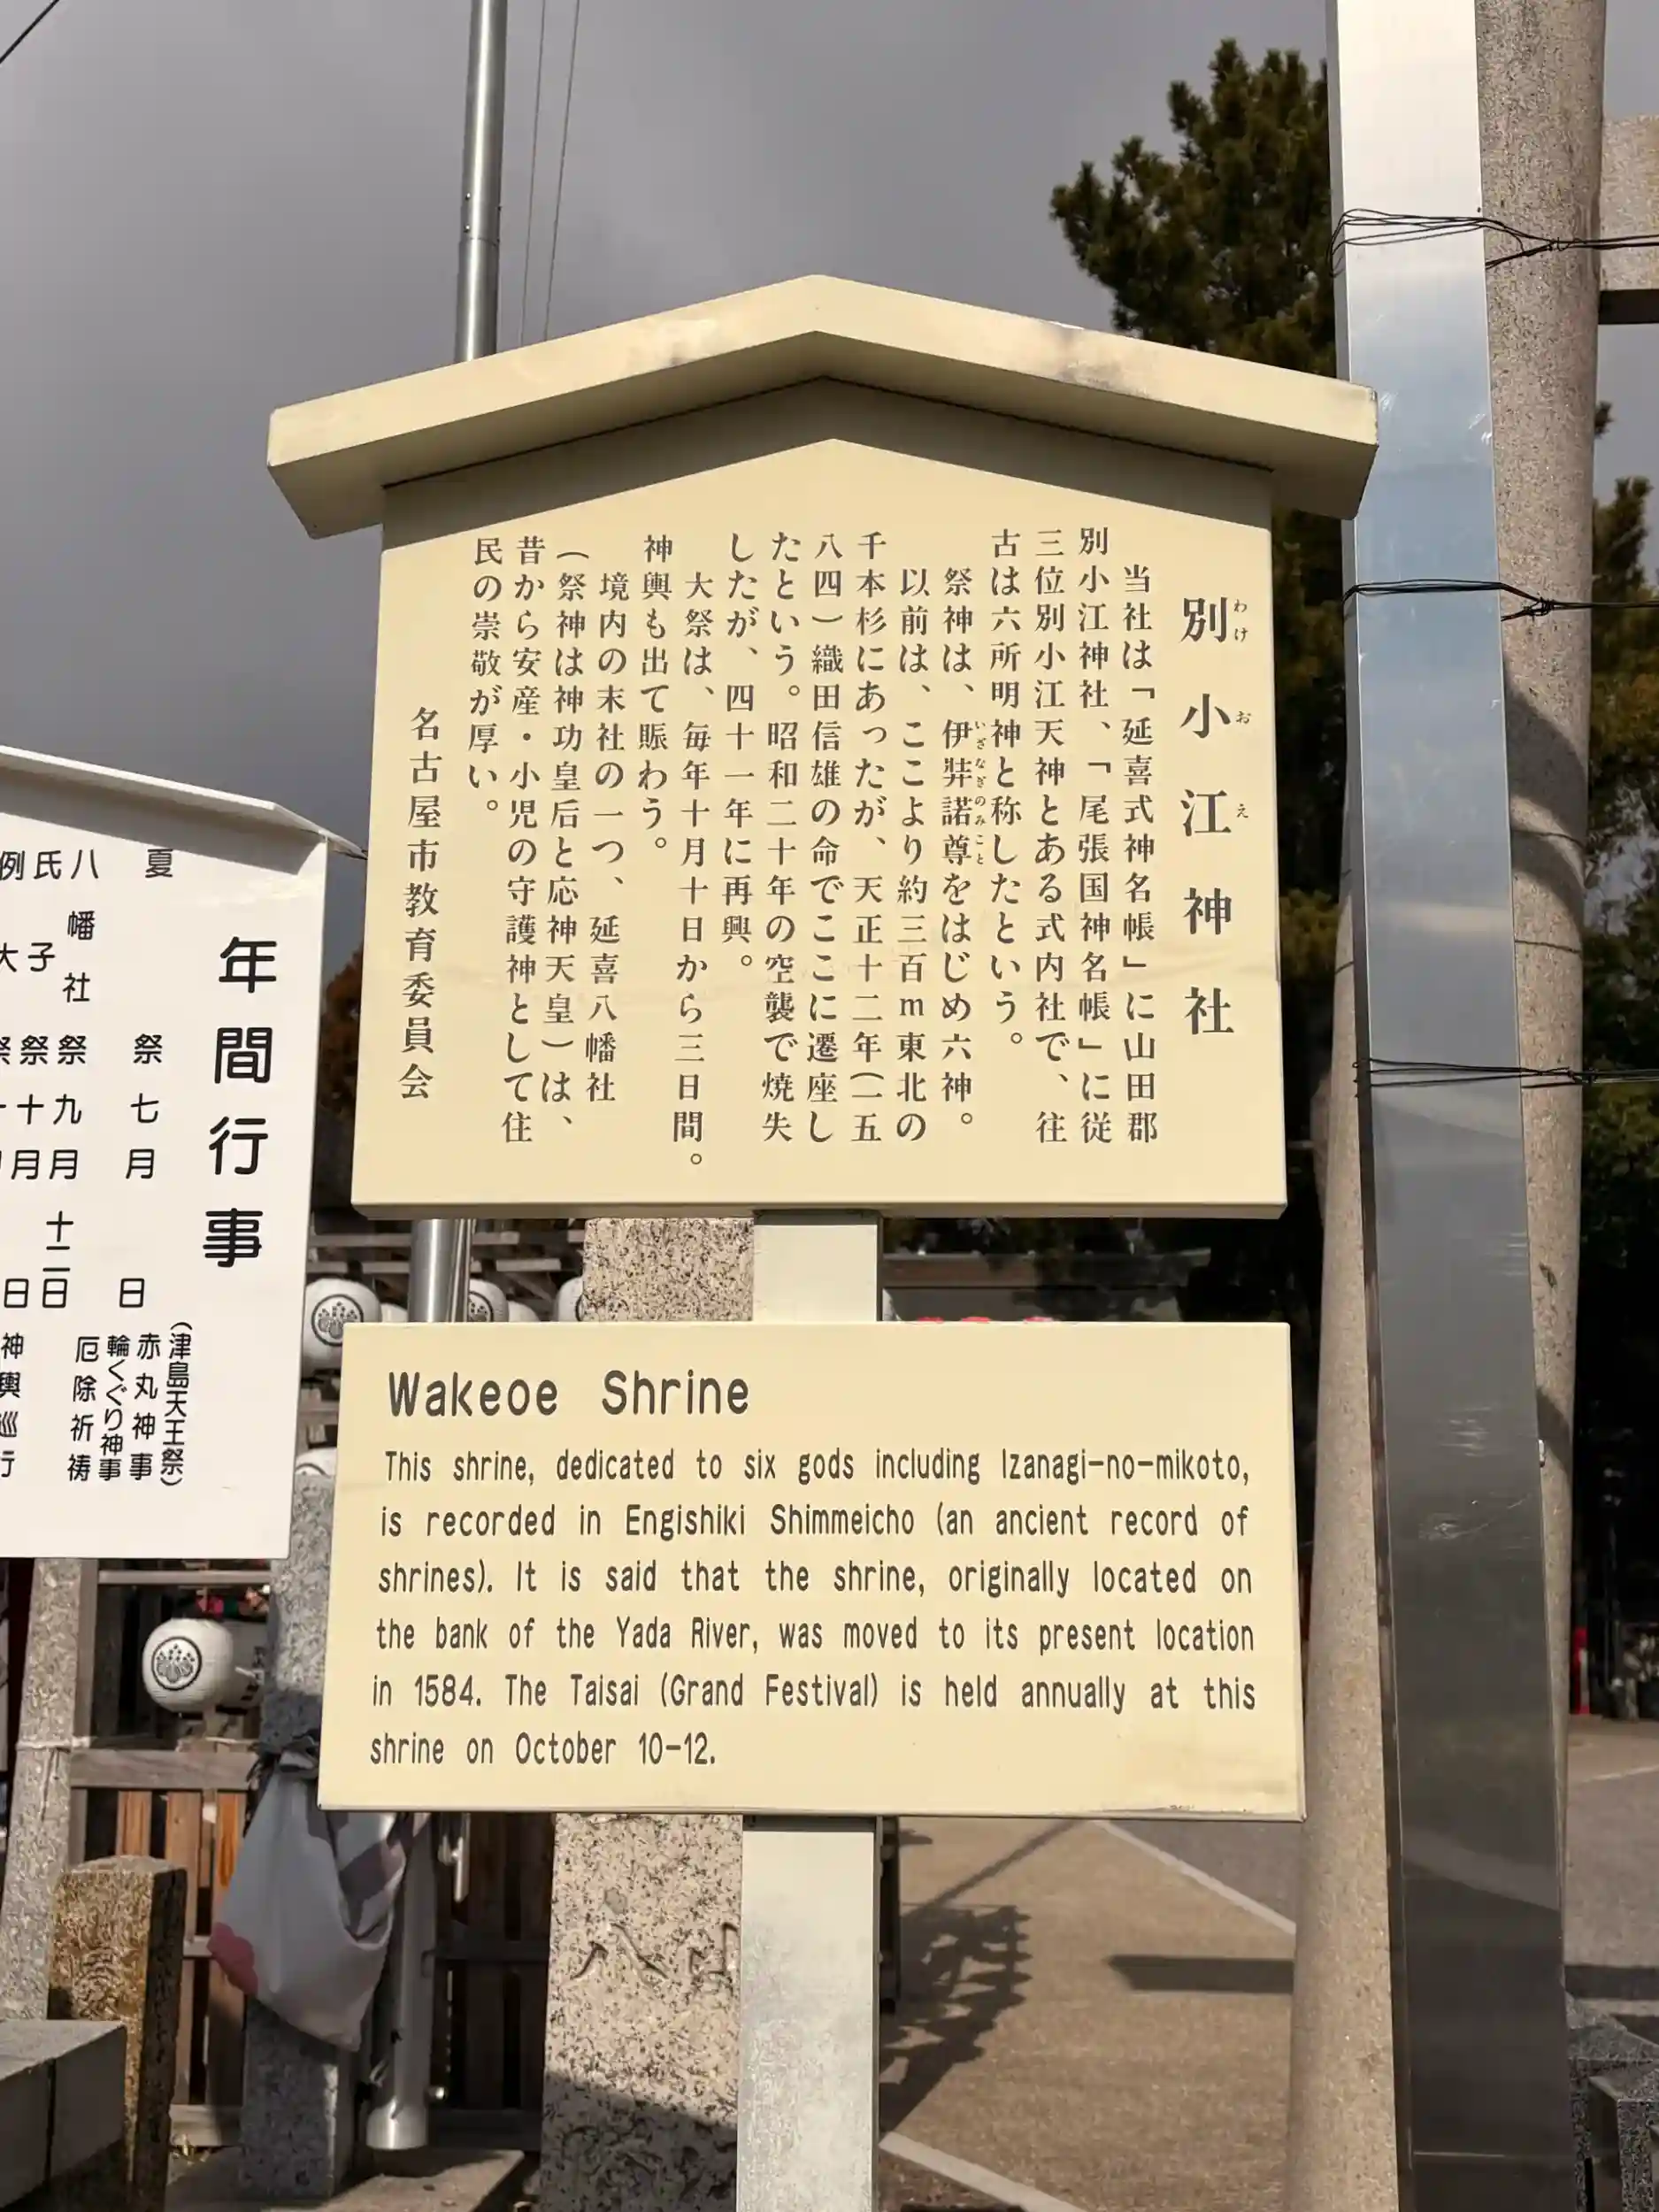 別小江神社
わけ お え
当社は「延喜式神名帳」に山田郡
別小江神社、「尾張国神名帳」に従
三位別小江天神とある式内社で、往
古は六所明神と称したという。
祭神は、伊弉諾尊をはじめ六神。
いざなぎのみこと
以前は、ここより約三百m東北の
千本杉にあったが、天正十二年(一五
八四)織田信雄の命でここに遷座し
たという。昭和二十年の空襲で焼失
したが、四十一年に再興。
大祭は、毎年十月十日から三日間。
神輿も出て賑わう。
境内の末社の一つ、延喜八幡社
(祭神は神功皇后と応神天皇)は、
昔から安産・小児の守護神として住
民の崇敬が厚い。
名古屋市教育委員会
Wakeoe Shrine
This shrine, dedicated to six gods including Izanagi-no-mikoto,
is recorded in Engishiki Shimmeicho (an ancient record of
shrines). It is said that the shrine, originally located on
the bank of the Yada River, was moved to its present location
in 1584. The Taisai (Grand Festival) is held annually at this
shrine on October 10-12.
年間行事
夏祭 七月 日
(津島天王祭)
赤丸神事
輪くぐり神事
八幡社祭 九月十二日
厄除祈祷
氏子祭 十月 日
例大祭
神輿巡行
八